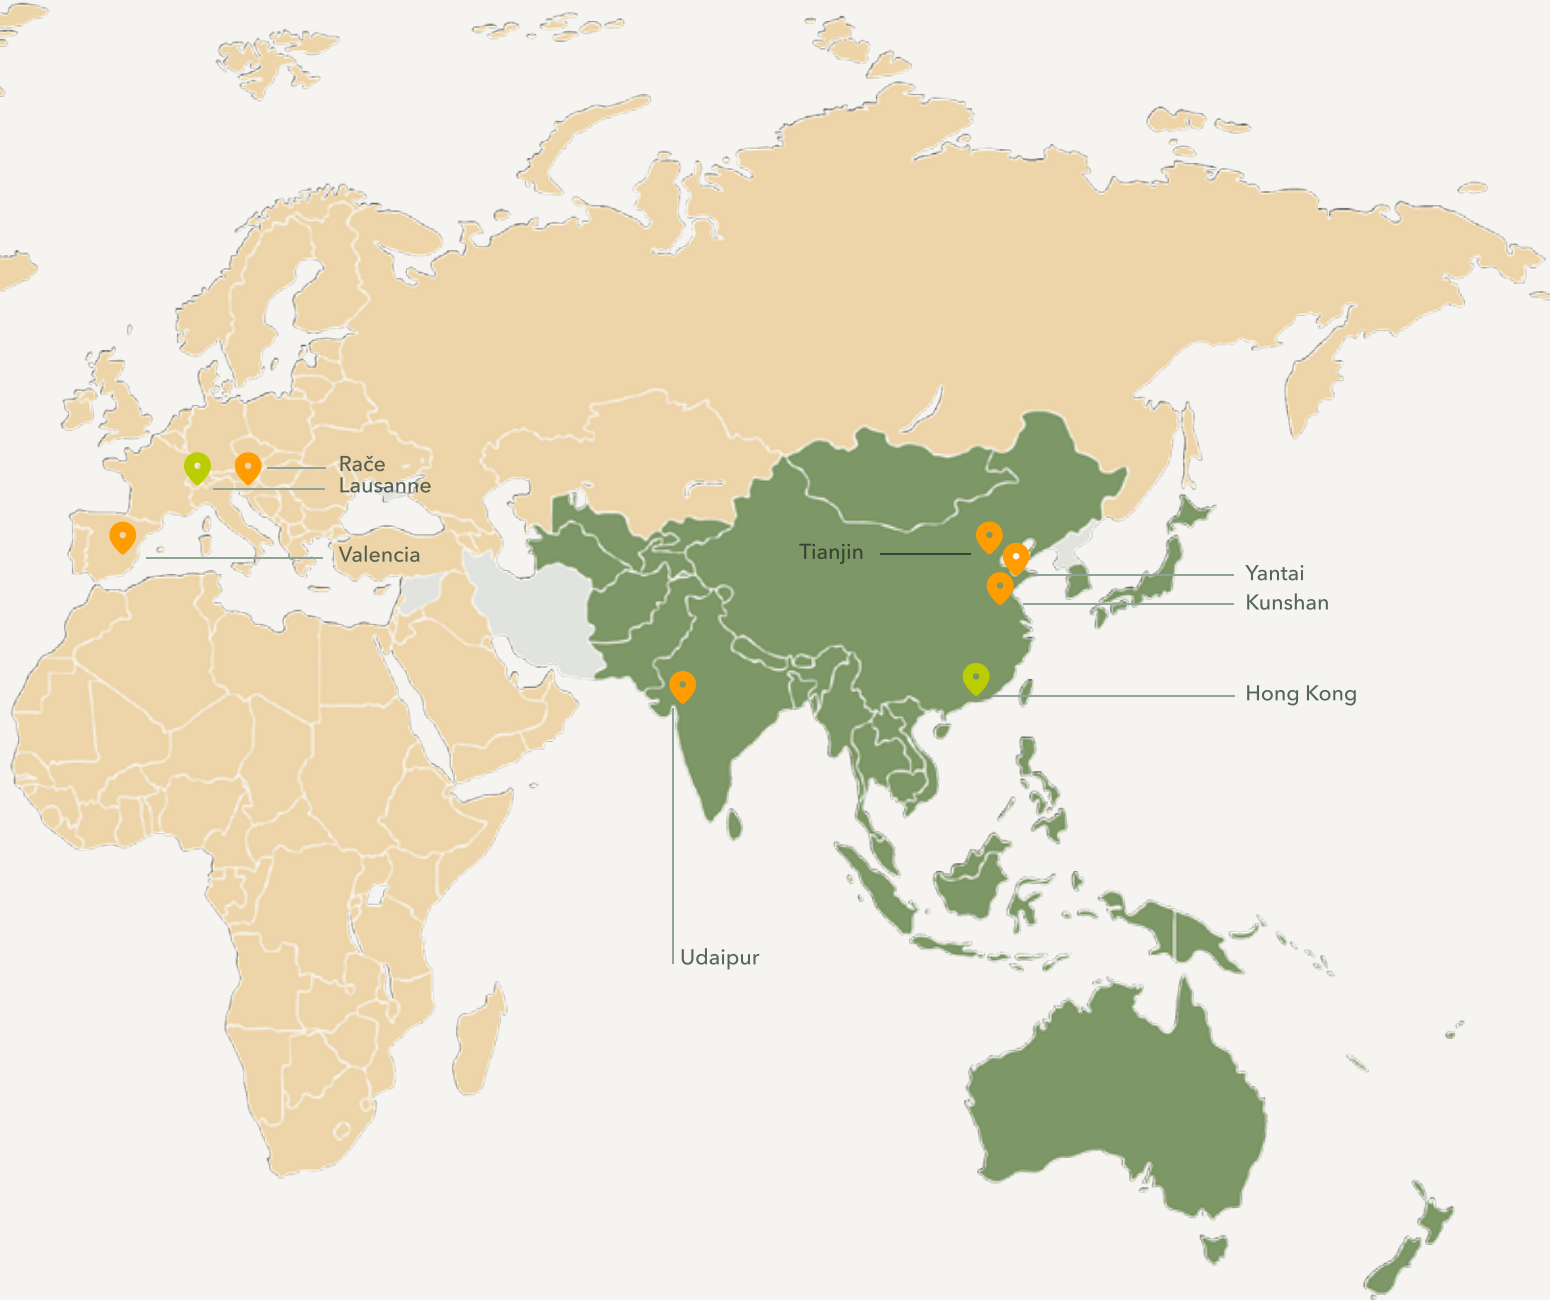 Rače
Lausanne
Tianjin
Valencia
Yantai
Kunshan
Hong Kong
Udaipur